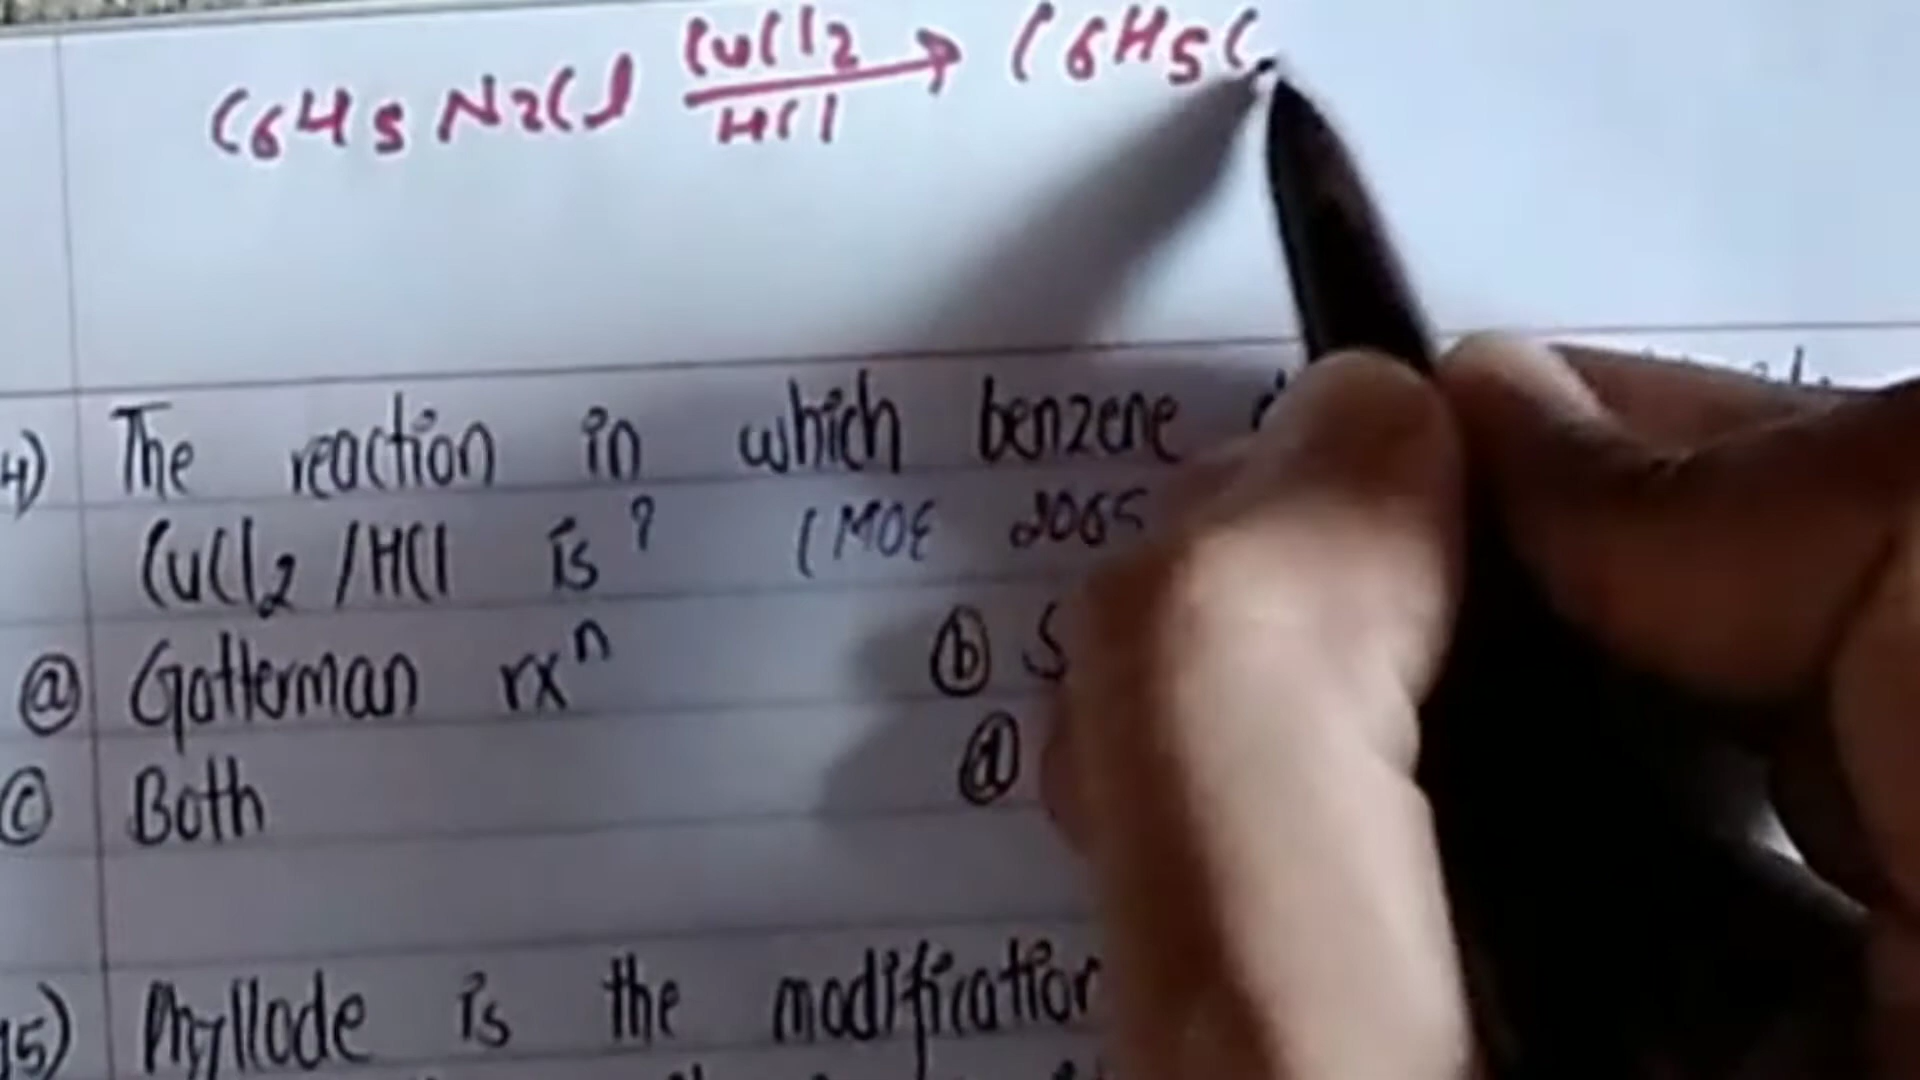 C6H5N2Cl CuCl2 → C6H5C
HCl
4) The reaction in which benzene
CuCl2 /HCl is? (MOE 2065
ⓐ Gatterman rxⁿ ⓑ S
ⓒ Both ⓓ
15) Phyllode is the modification